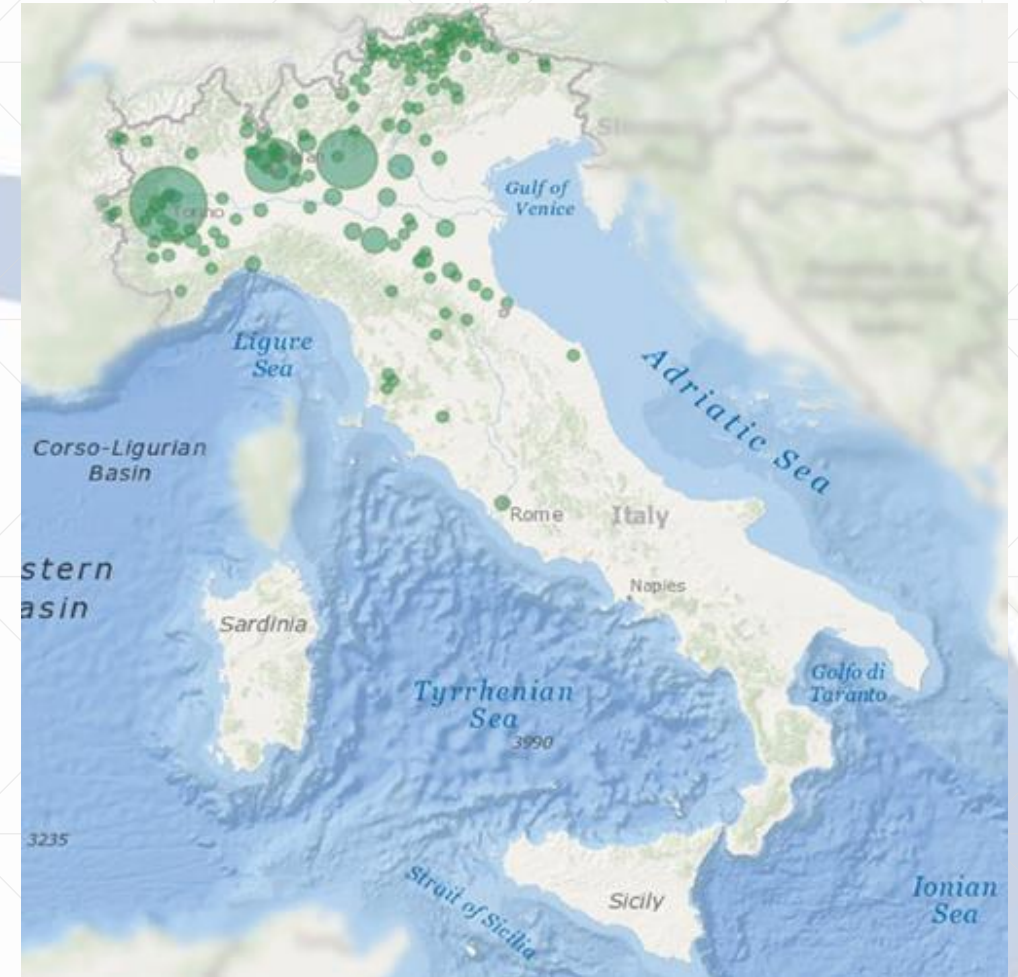 Torino
Gulf of
Venice
Ligure
Sea
Adriatic Sea
Corso-Ligurian
Basin
Rome
Italy
stern
asin
Naples
Sardinia
Golfo di
Taranto
Tyrrhenian
Sea
3990
3235
Strait of Sicilia
Sicily
Ionian
Sea